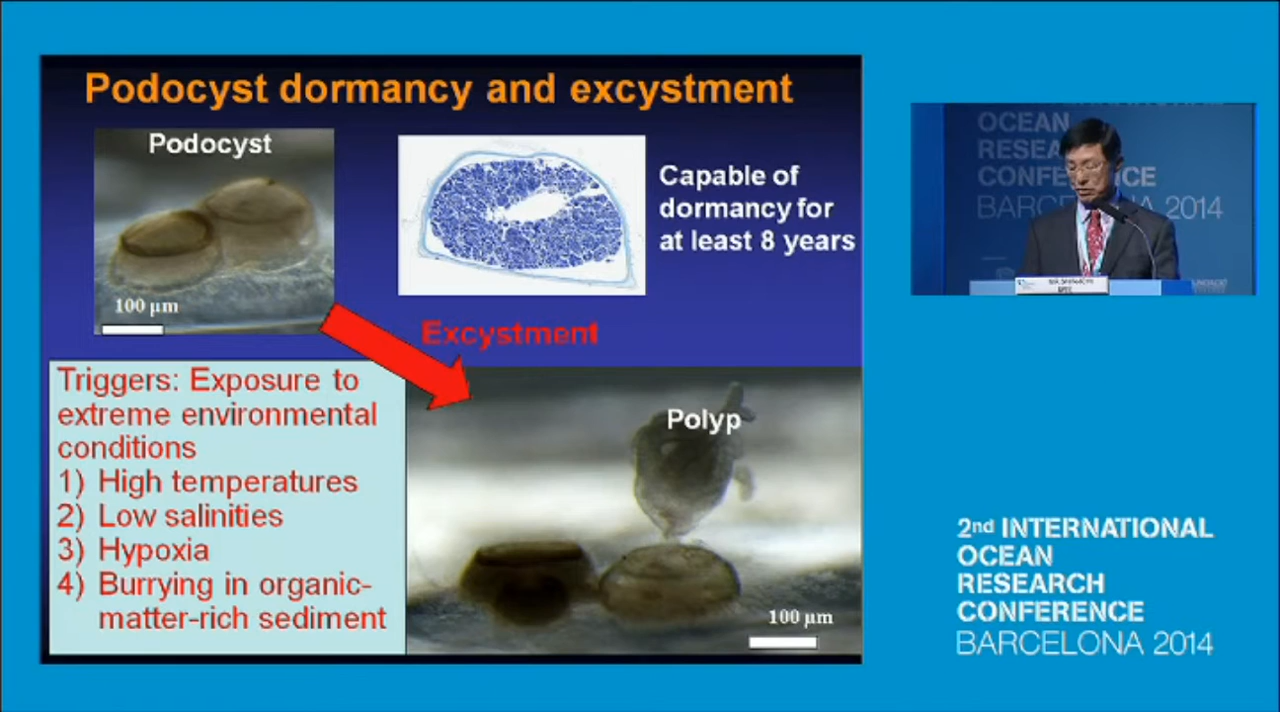 Podocyst dormancy and excystment
Podocyst
100 µm
Capable of
dormancy for
at least 8 years
Excystment
Triggers: Exposure to
extreme environmental
conditions
1) High temperatures
2) Low salinities
3) Hypoxia
4) Burrying in organic-
matter-rich sediment
Polyp
100 µm
OCEAN
CONFERENCE
BARCELONA 2014
2nd INTERNATIONAL
OCEAN
RESEARCH
CONFERENCE
BARCELONA 2014